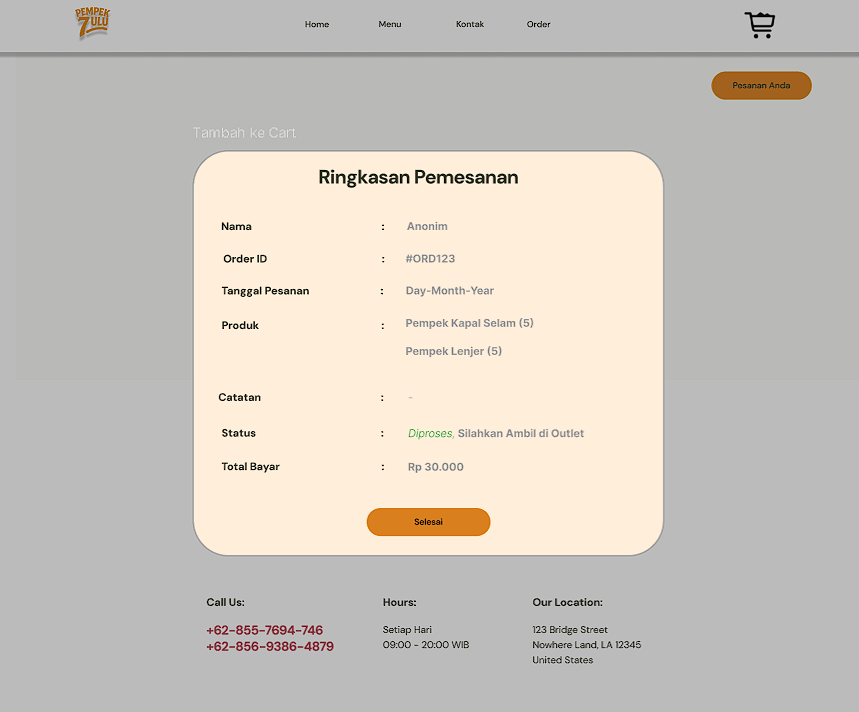 PEMPEK
7 ULU
Home Menu Kontak Order
Pesanan Anda
Tambah ke Cart
Ringkasan Pemesanan
Nama : Anonim
Order ID : #ORD123
Tanggal Pesanan : Day-Month-Year
Produk : Pempek Kapal Selam (5)
Pempek Lenjer (5)
Catatan : -
Status : Diproses, Silahkan Ambil di Outlet
Total Bayar : Rp 30.000
Selesai
Call Us:
+62-855-7694-746
+62-856-9386-4879
Hours:
Setiap Hari
09:00 - 20:00 WIB
Our Location:
123 Bridge Street
Nowhere Land, LA 12345
United States